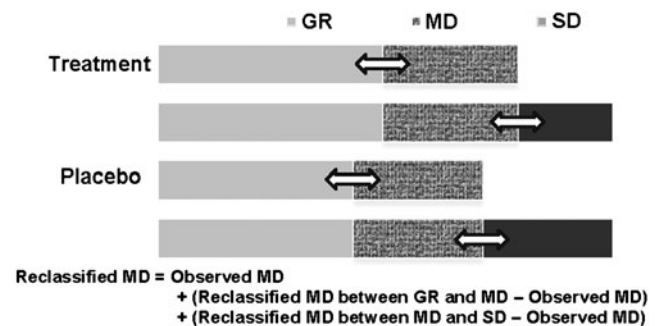 GR MD SD
Treatment
Placebo
Reclassified MD = Observed MD
+ (Reclassified MD between GR and MD – Observed MD)
+ (Reclassified MD between MD and SD – Observed MD)